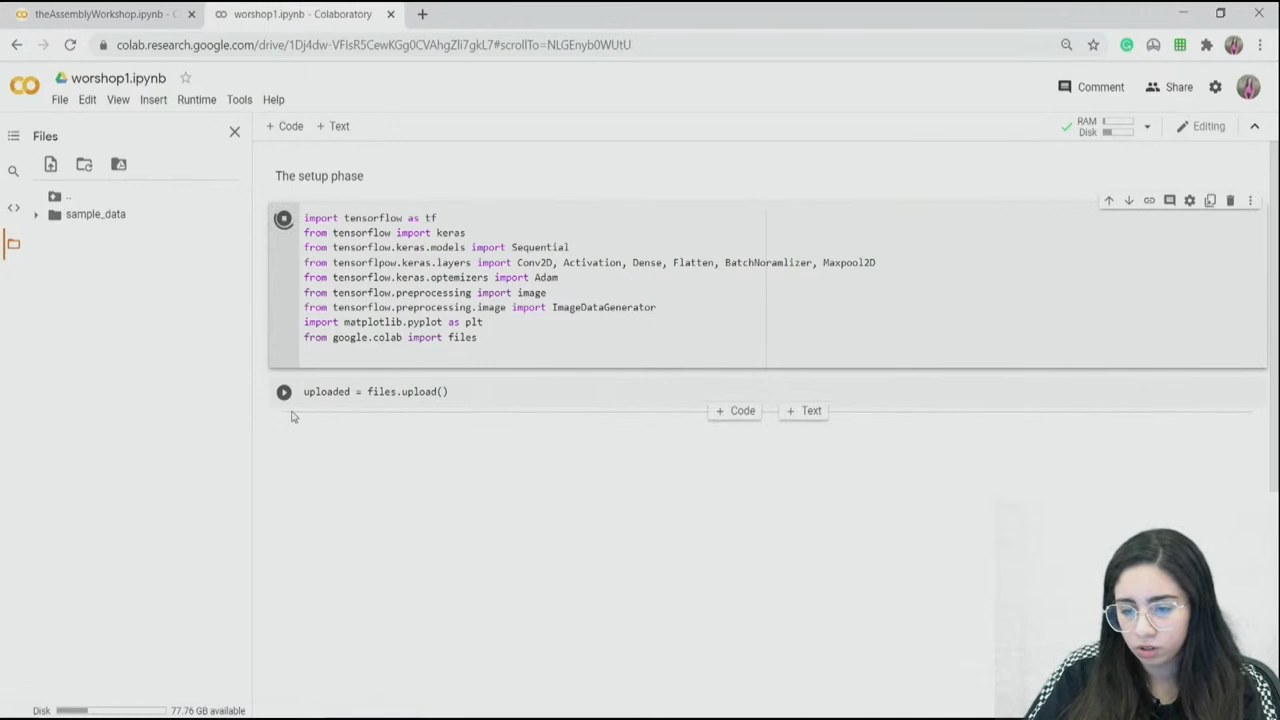 theAssemblyWorkshop.ipynb - C
worshop1.ipynb - Colaboratory
colab.research.google.com/drive/1Dj4dw-VFIsR5CewKGg0CVAhgZli7gkL7#scrollTo=NLGEnyb0WUtU
worshop1.ipynb
File Edit View Insert Runtime Tools Help
Comment Share
Files
+ Code + Text
RAM
Disk
Editing
..
sample_data
The setup phase
import tensorflow as tf
from tensorflow import keras
from tensorflow.keras.models import Sequential
from tensorflpow.keras.layers import Conv2D, Activation, Dense, Flatten, BatchNoramlizer, Maxpool2D
from tensorflow.keras.optemizers import Adam
from tensorflow.preprocessing import image
from tensorflow.preprocessing.image import ImageDataGenerator
import matplotlib.pyplot as plt
from google.colab import files
uploaded = files.upload()
+ Code + Text
Disk 77.76 GB available